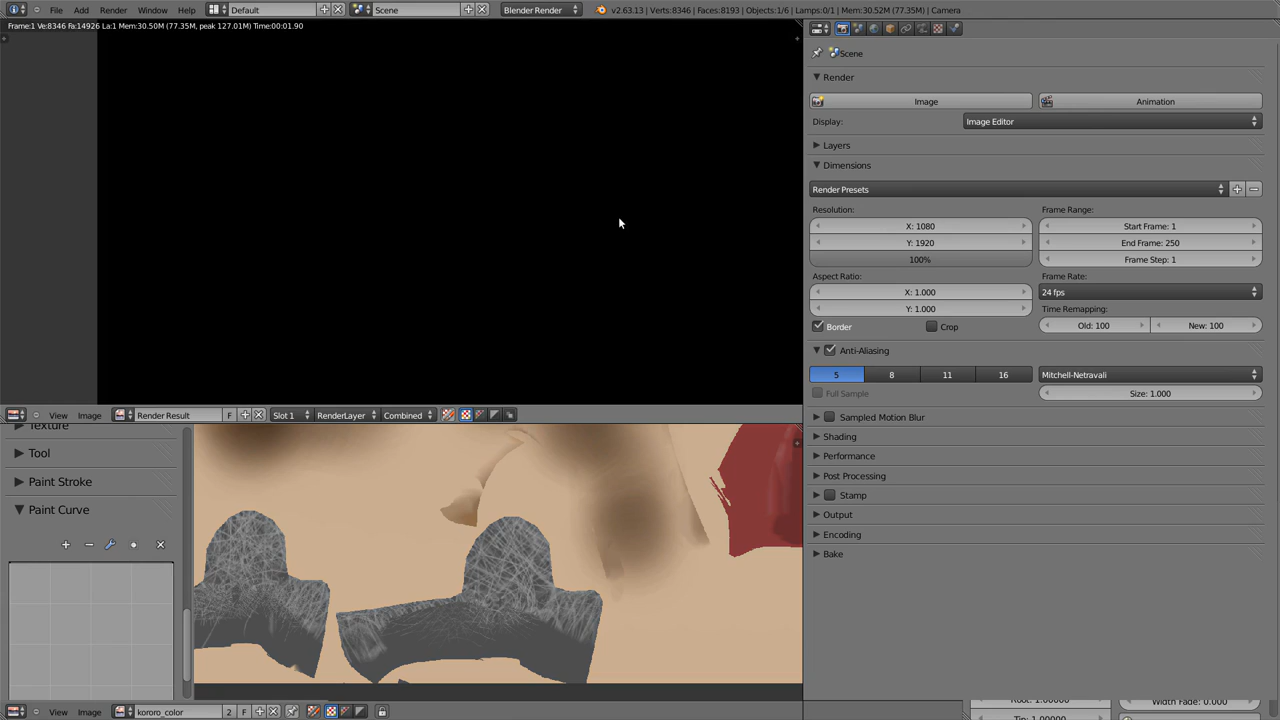 File Add Render Window Help Default Scene Blender Render v2.63.13 | Verts:8346 | Faces:8193 | Objects:1/6 | Lamps:0/1 | Mem:30.52M (77.35M) | Camera
Frame:1 Ve:8346 Fa:14926 La:1 Mem:30.50M (77.35M, peak 127.01M) Time:00:01.90
Scene
Render
Image Animation
Display: Image Editor
Layers
Dimensions
Render Presets
Resolution: Frame Range:
X: 1080 Start Frame: 1
Y: 1920 End Frame: 250
100% Frame Step: 1
Aspect Ratio: Frame Rate:
X: 1.000 24 fps
Y: 1.000 Time Remapping:
Border Crop Old: 100 New: 100
Anti-Aliasing
5 8 11 16 Mitchell-Netravali
Full Sample Size: 1.000
Sampled Motion Blur
Shading
Performance
Post Processing
Stamp
Output
Encoding
Bake
View Image Render Result F Slot 1 RenderLayer Combined
Texture
Tool
Paint Stroke
Paint Curve
View Image kororo_color 2 F
Width Fade: 0.000